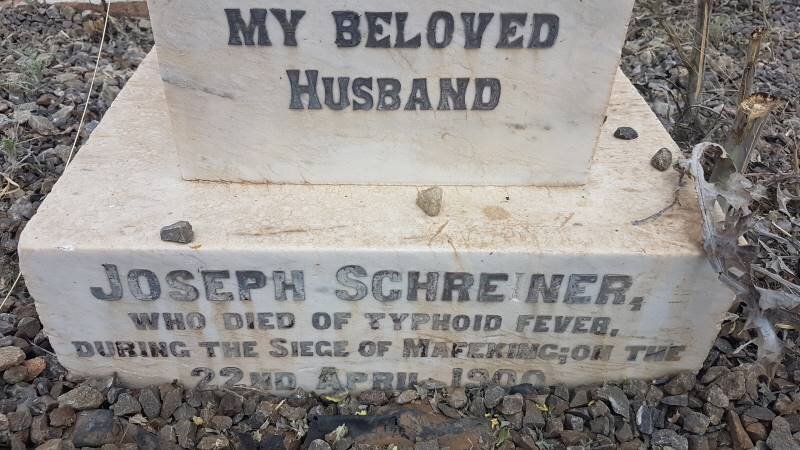 MY BELOVED
HUSBAND
JOSEPH SCHREINER,
WHO DIED OF TYPHOID FEVER,
DURING THE SIEGE OF MAFEKING; ON THE
22ND APRIL 1900